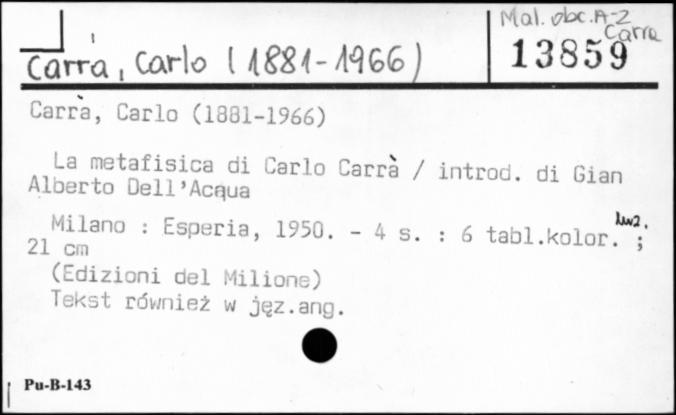 Mal. obc. A-Z
Carra
Carra, Carlo (1881-1966)
13859
Carrà, Carlo (1881-1966)
La metafisica di Carlo Carrà / introd. di Gian
Alberto Dell'Acqua
Milano : Esperia, 1950. - 4 s. : 6 tabl.kolor. ;
21 cm
(Edizioni del Milione)
Tekst również w jęz.ang.
Pu-B-143